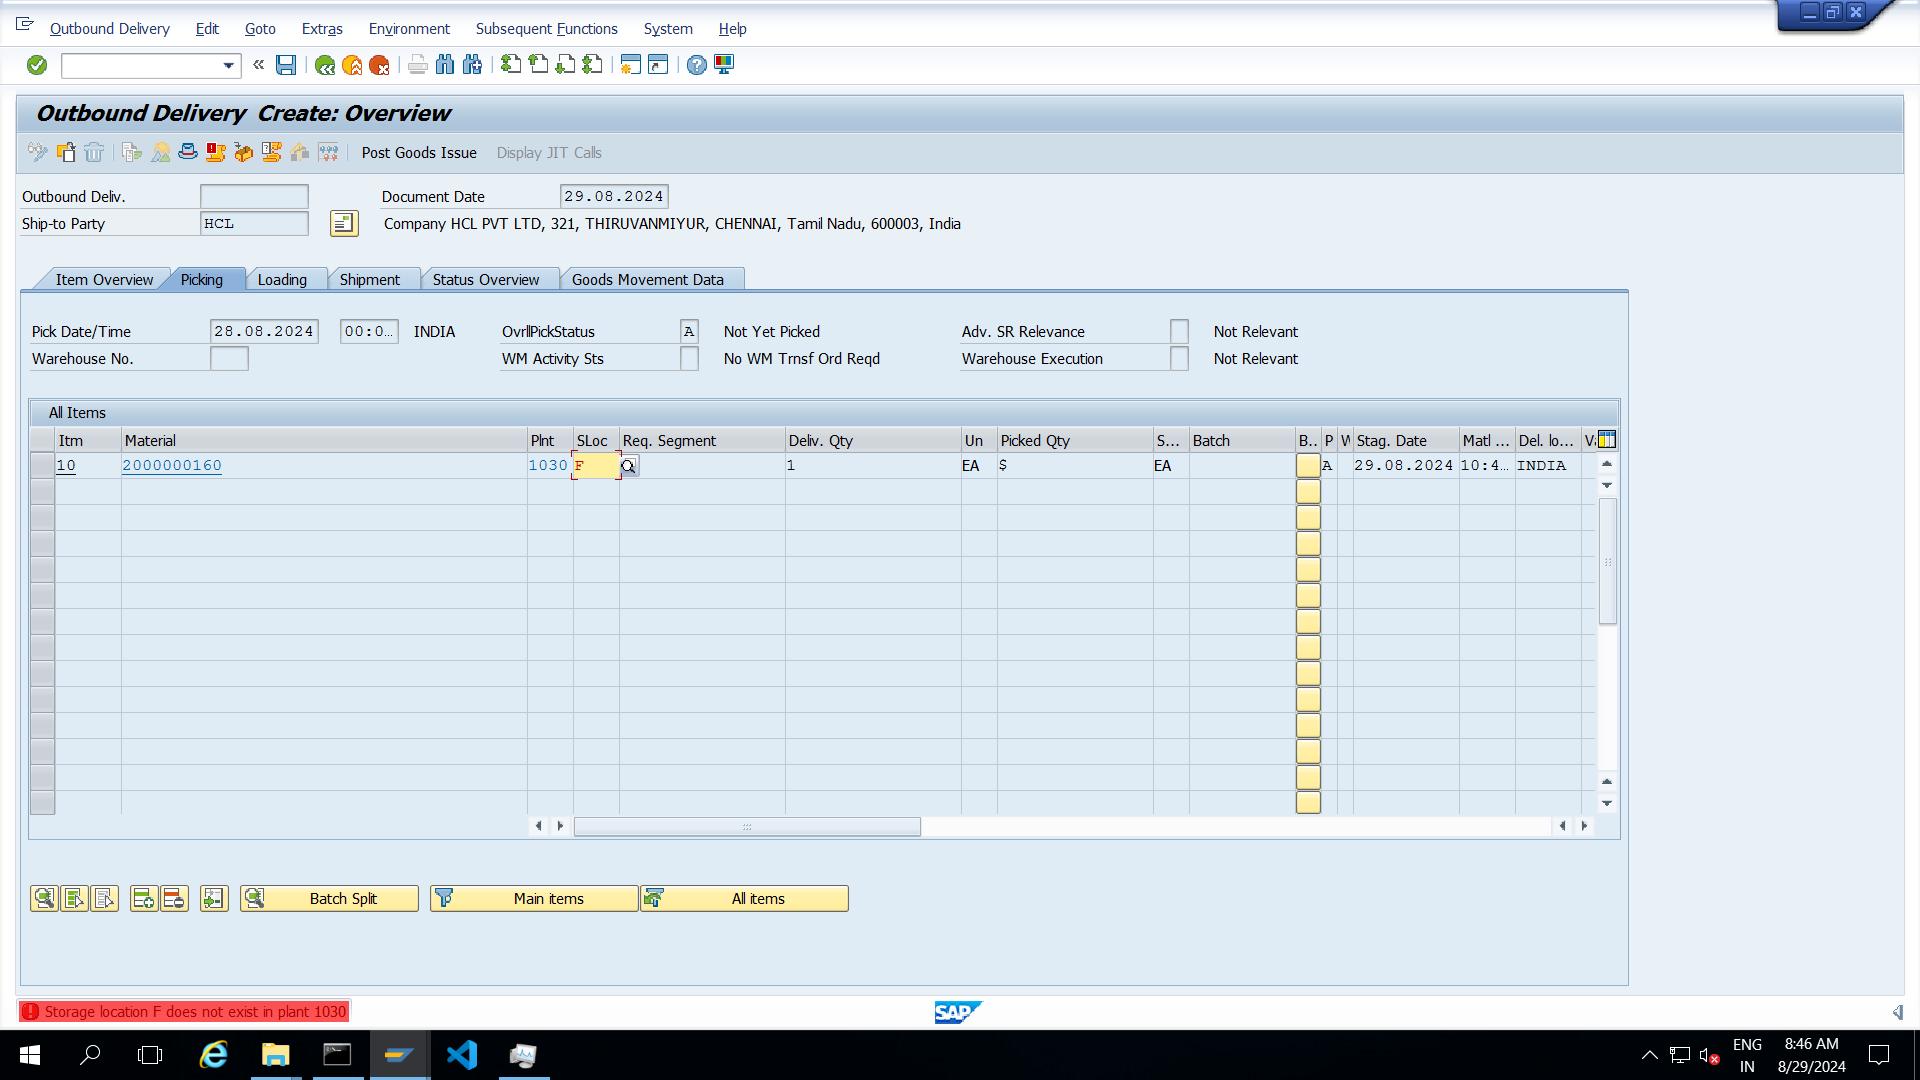 Outbound Delivery Edit Goto Extras Environment Subsequent Functions System Help
Outbound Delivery Create: Overview
Post Goods Issue Display JIT Calls
Outbound Deliv. Document Date 29.08.2024
Ship-to Party HCL Company HCL PVT LTD, 321, THIRUVANMIYUR, CHENNAI, Tamil Nadu, 600003, India
Item Overview Picking Loading Shipment Status Overview Goods Movement Data
Pick Date/Time 28.08.2024 00:0... INDIA OvrllPickStatus A Not Yet Picked Adv. SR Relevance Not Relevant
Warehouse No. WM Activity Sts No WM Trnsf Ord Reqd Warehouse Execution Not Relevant
All Items
Itm Material Plnt SLoc Req. Segment Deliv. Qty Un Picked Qty S... Batch B.. P W Stag. Date Matl ... Del. lo...
10 2000000160 1030 F 1 EA $ EA A 29.08.2024 10:4... INDIA
Batch Split Main items All items
Storage location F does not exist in plant 1030
SAP
ENG 8:46 AM
IN 8/29/2024